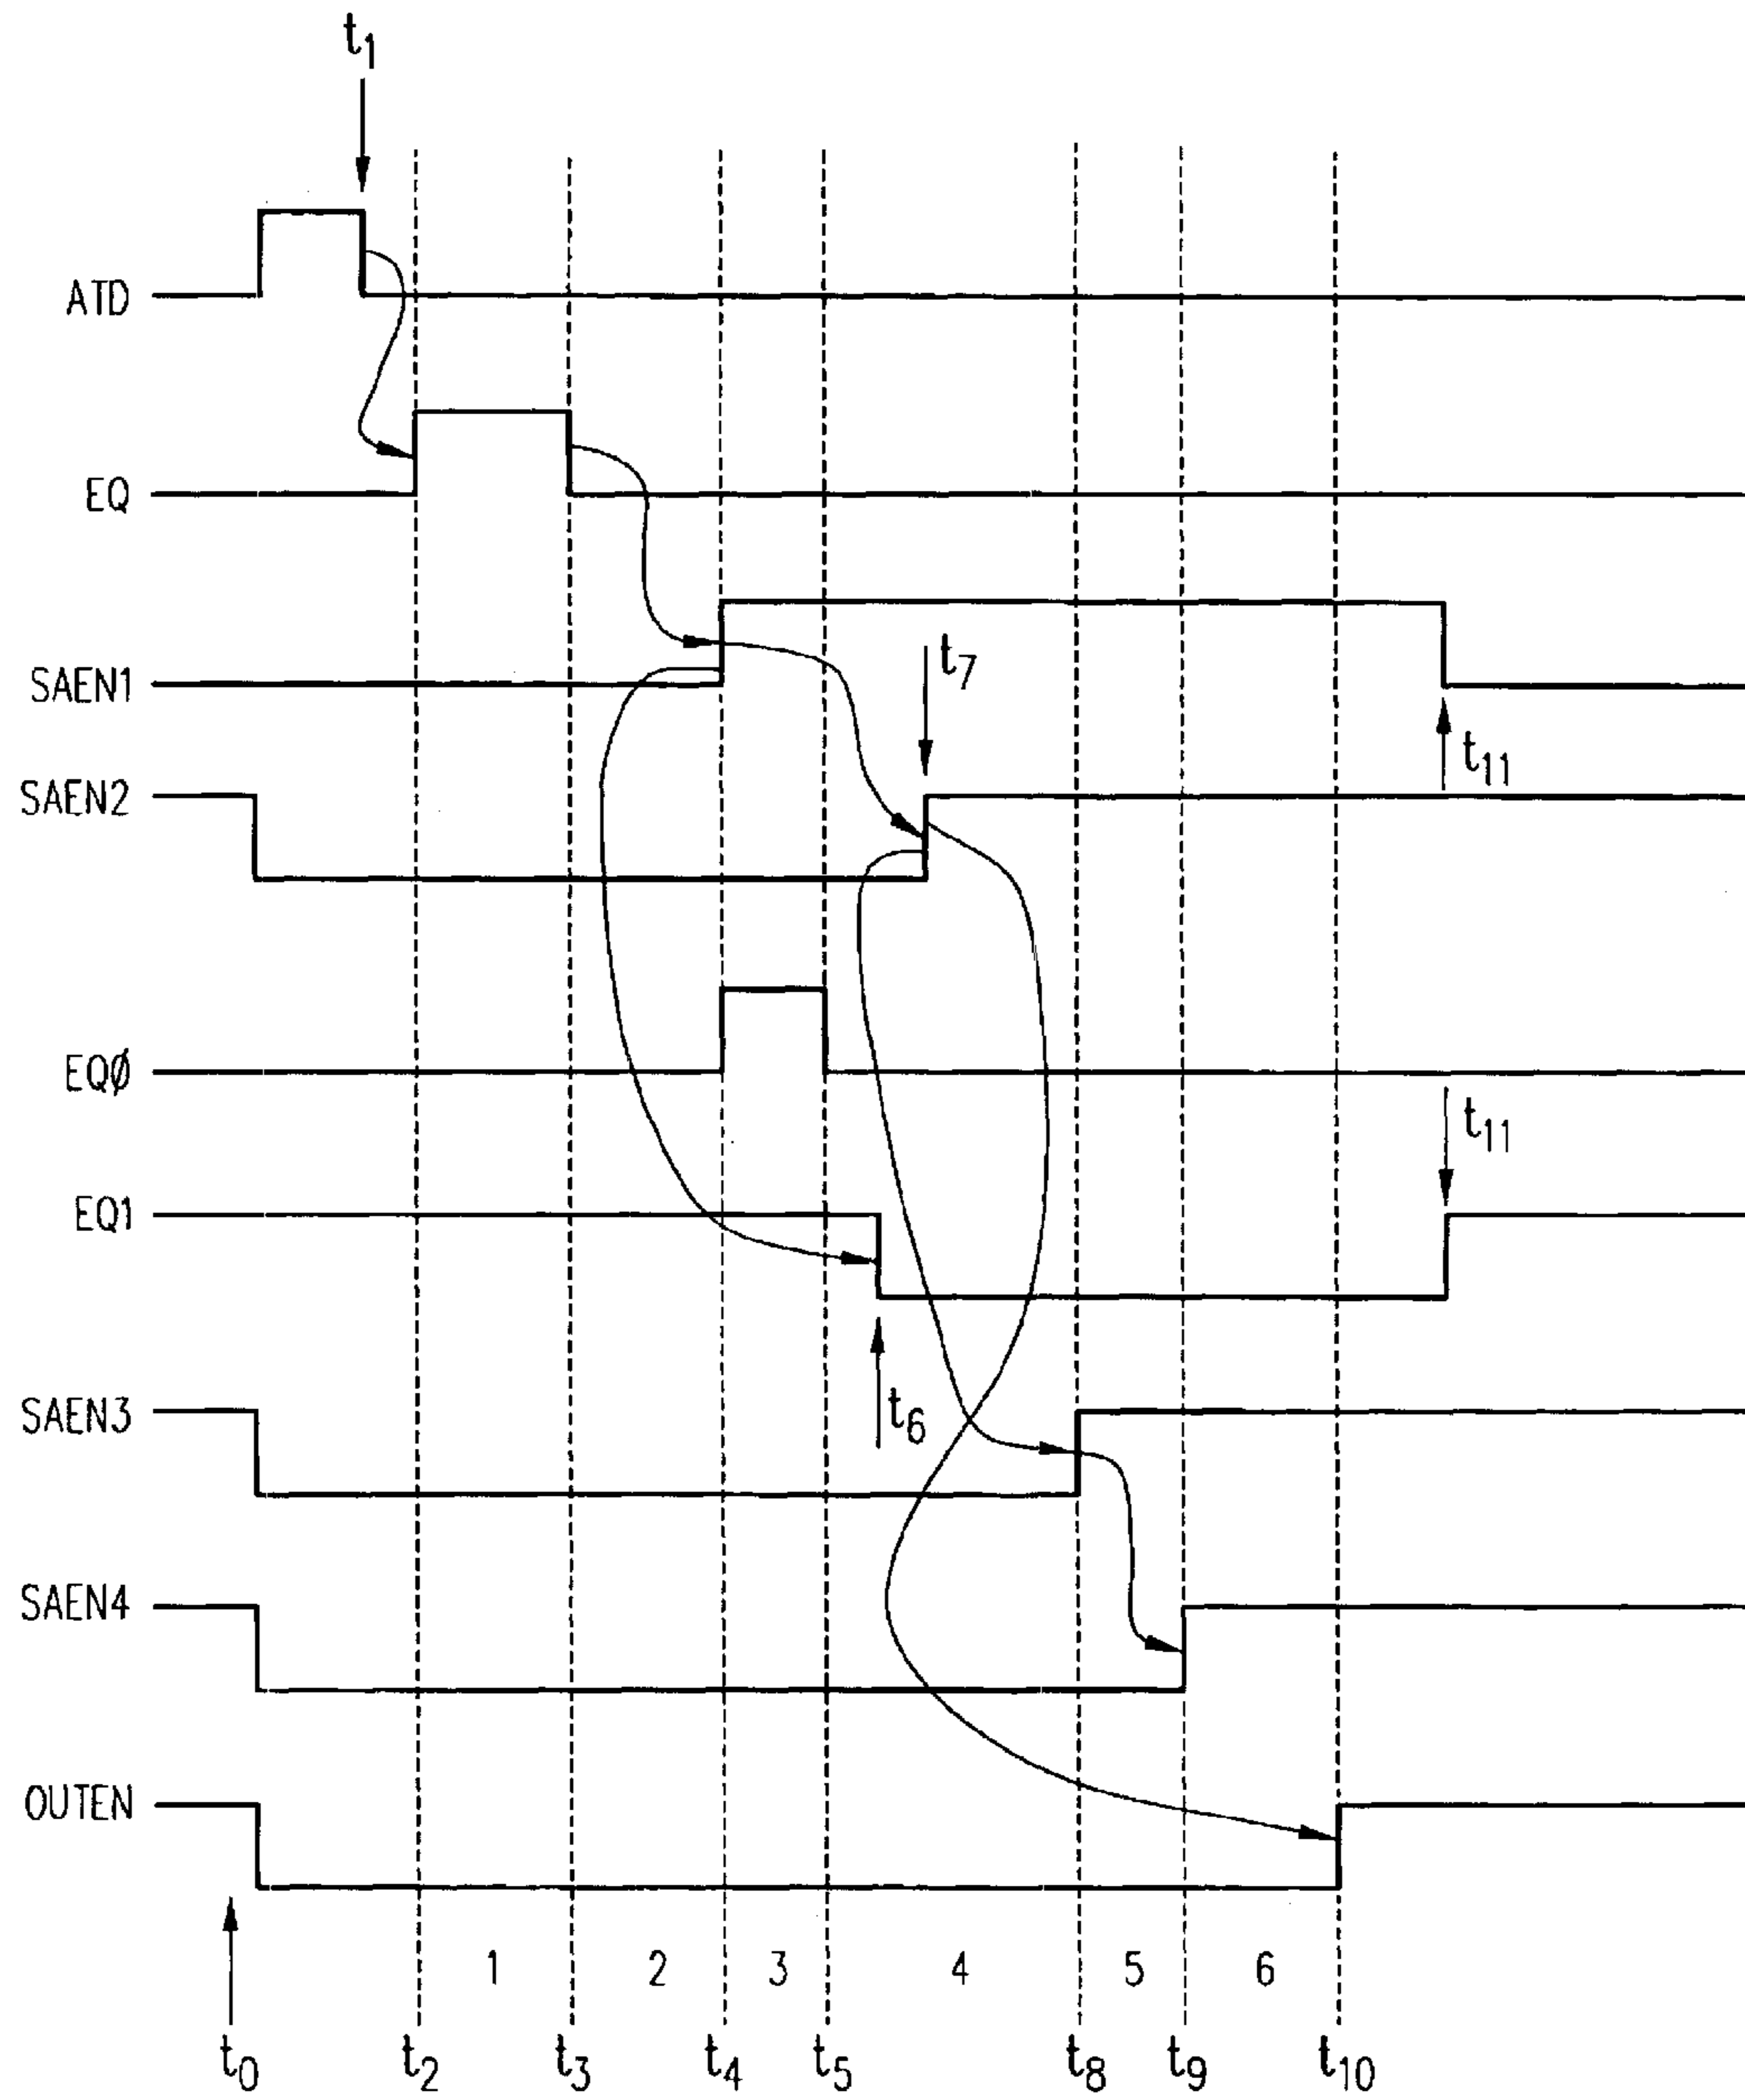 t1
ATD
EQ
SAEN1
t7
t11
SAEN2
EQØ
t11
EQ1
SAEN3
t6
SAEN4
OUTEN
1 2 3 4 5 6
t0 t2 t3 t4 t5 t8 t9 t10